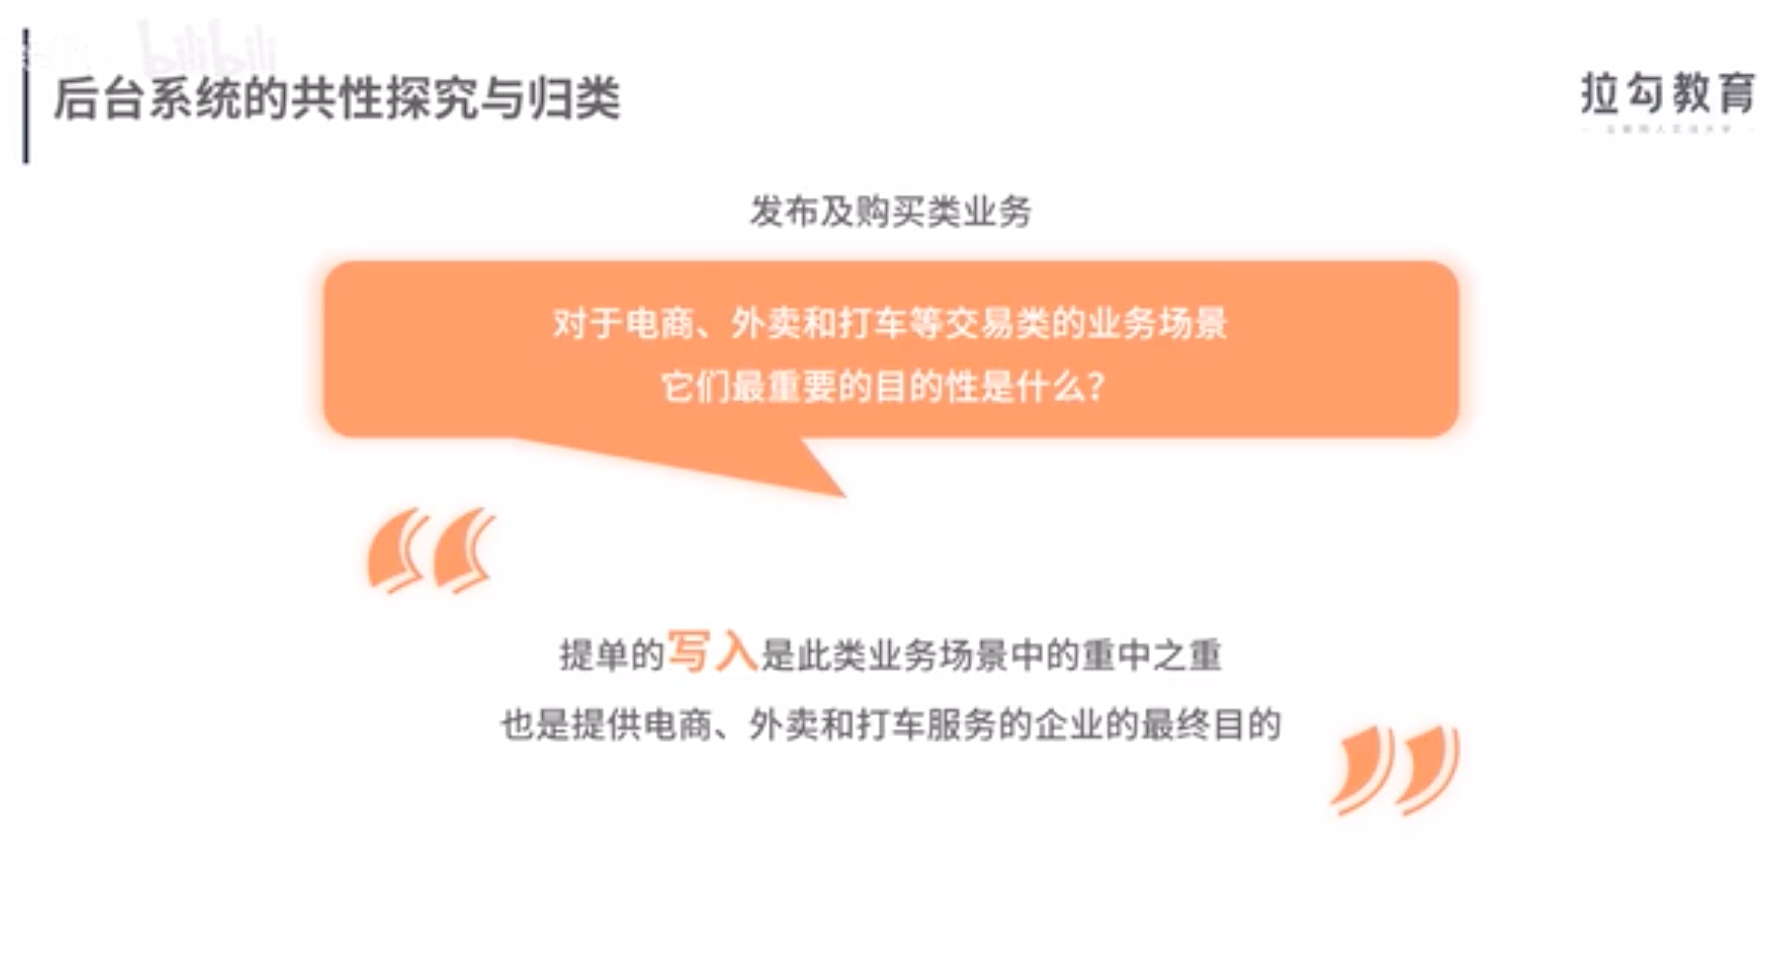 bilibili
后台系统的共性探究与归类
拉勾教育
发布及购买类业务
对于电商、外卖和打车等交易类的业务场景
它们最重要的目的性是什么？
提单的写入是此类业务场景中的重中之重
也是提供电商、外卖和打车服务的企业的最终目的